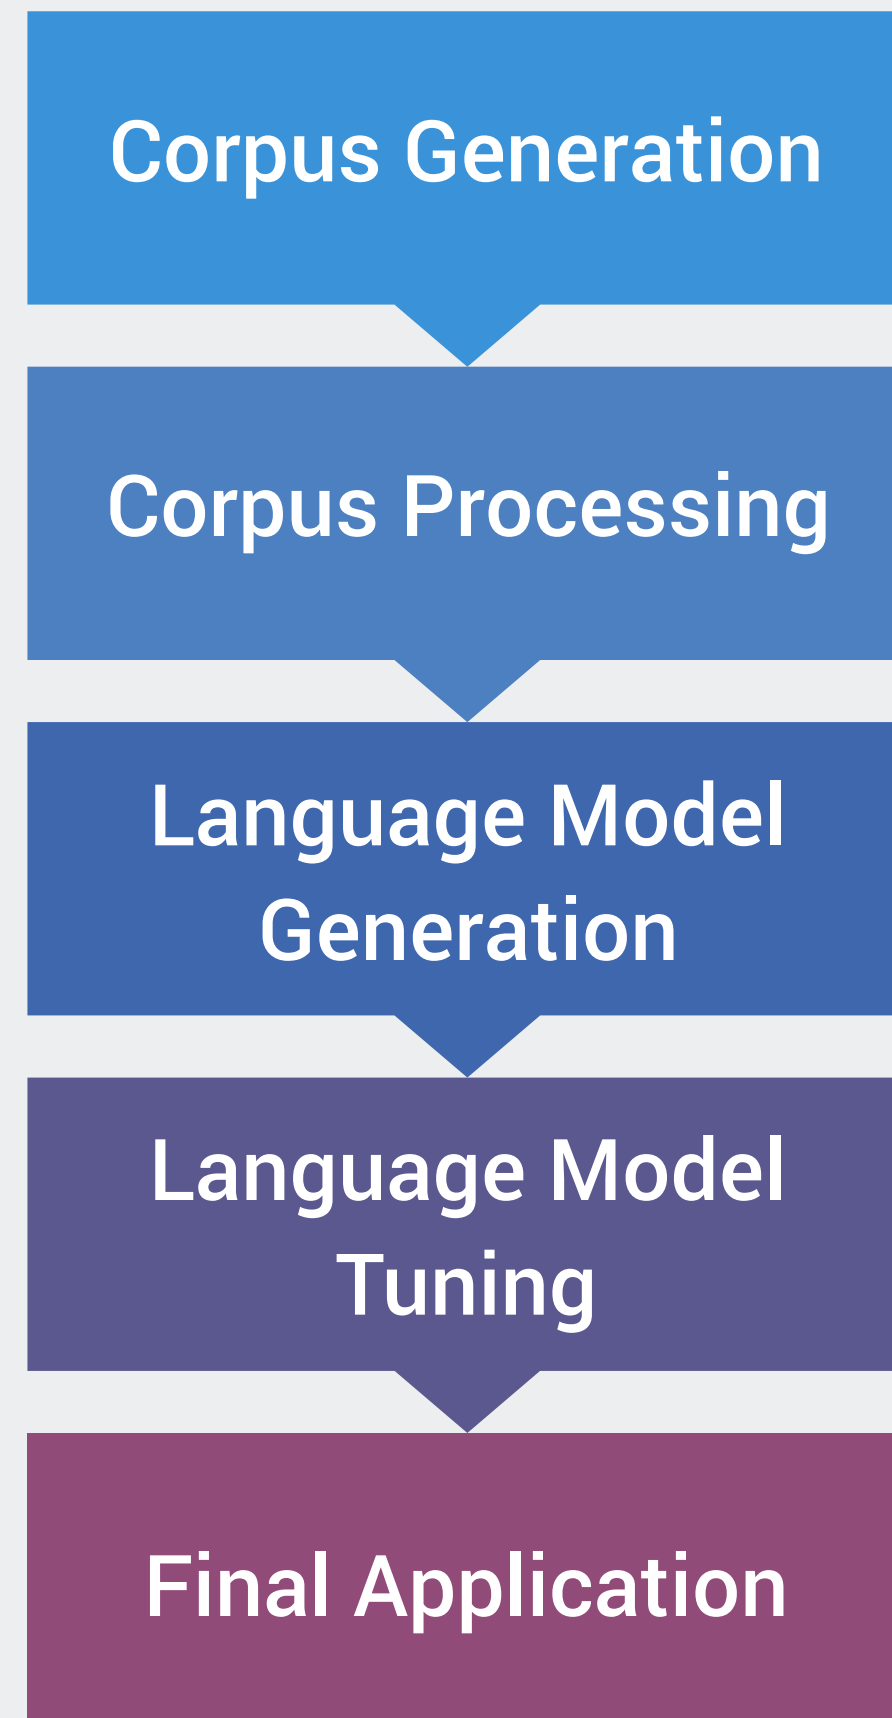 Corpus Generation
Corpus Processing
Language Model
Generation
Language Model
Tuning
Final Application